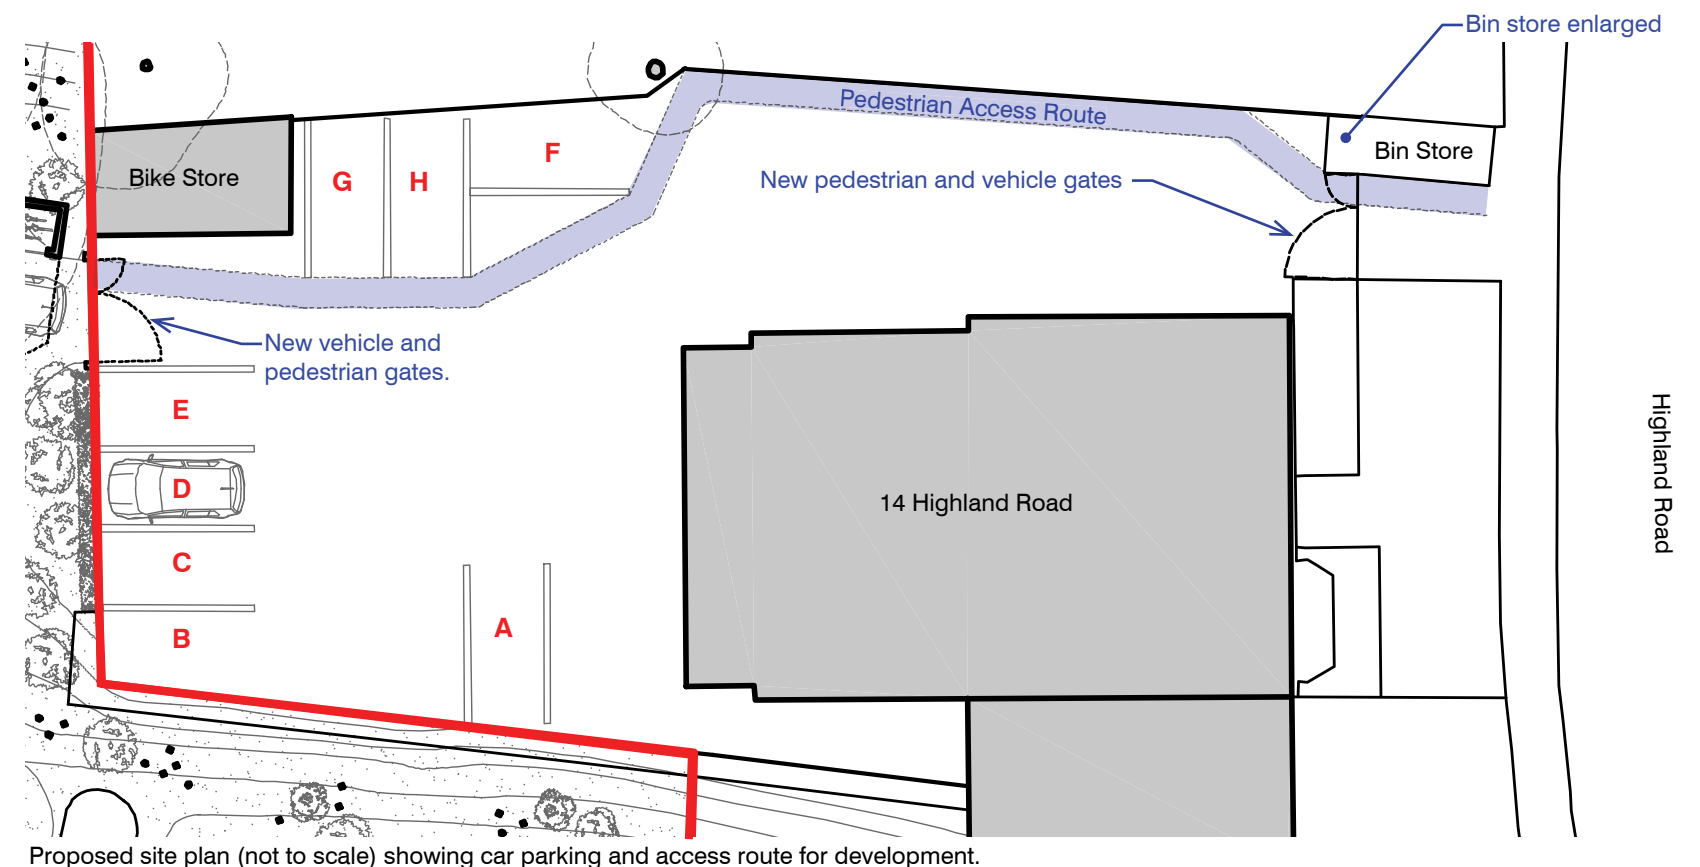 Bin store enlarged
Pedestrian Access Route
Bin Store
F
G
H
Bike Store
New pedestrian and vehicle gates
New vehicle and
pedestrian gates.
E
D
14 Highland Road
Highland Road
C
A
B
Proposed site plan (not to scale) showing car parking and access route for development.